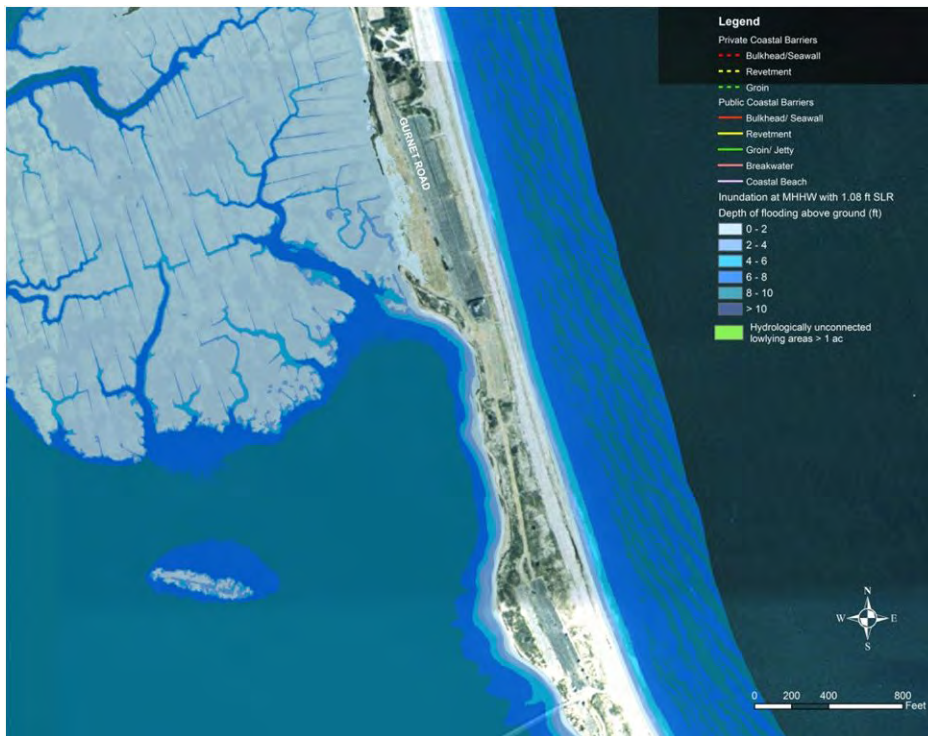 Legend
Private Coastal Barriers
Bulkhead/Seawall
Revetment
Groin
Public Coastal Barriers
Bulkhead/ Seawall
Revetment
Groin/ Jetty
Breakwater
Coastal Beach
Inundation at MHHW with 1.08 ft SLR
Depth of flooding above ground (ft)
0 - 2
2 - 4
4 - 6
6 - 8
8 - 10
> 10
Hydrologically unconnected
lowlying areas > 1 ac
GURNET ROAD
N
W E
S
0 200 400 800
Feet